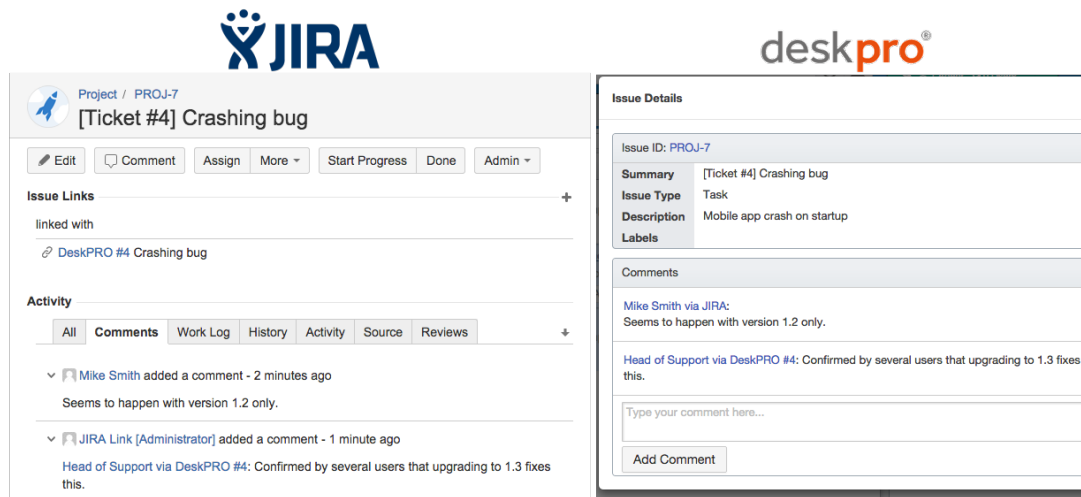 JIRA
Project / PROJ-7
[Ticket #4] Crashing bug
Edit
Comment
Assign
More
Start Progress
Done
Admin
Issue Links
linked with
DeskPRO #4 Crashing bug
Activity
All
Comments
Work Log
History
Activity
Source
Reviews
Mike Smith added a comment - 2 minutes ago
Seems to happen with version 1.2 only.
JIRA Link [Administrator] added a comment - 1 minute ago
Head of Support via DeskPRO #4: Confirmed by several users that upgrading to 1.3 fixes
this.
deskpro®
Issue Details
Issue ID: PROJ-7
Summary [Ticket #4] Crashing bug
Issue Type Task
Description Mobile app crash on startup
Labels
Comments
Mike Smith via JIRA:
Seems to happen with version 1.2 only.
Head of Support via DeskPRO #4: Confirmed by several users that upgrading to 1.3 fixes
this.
Type your comment here...
Add Comment